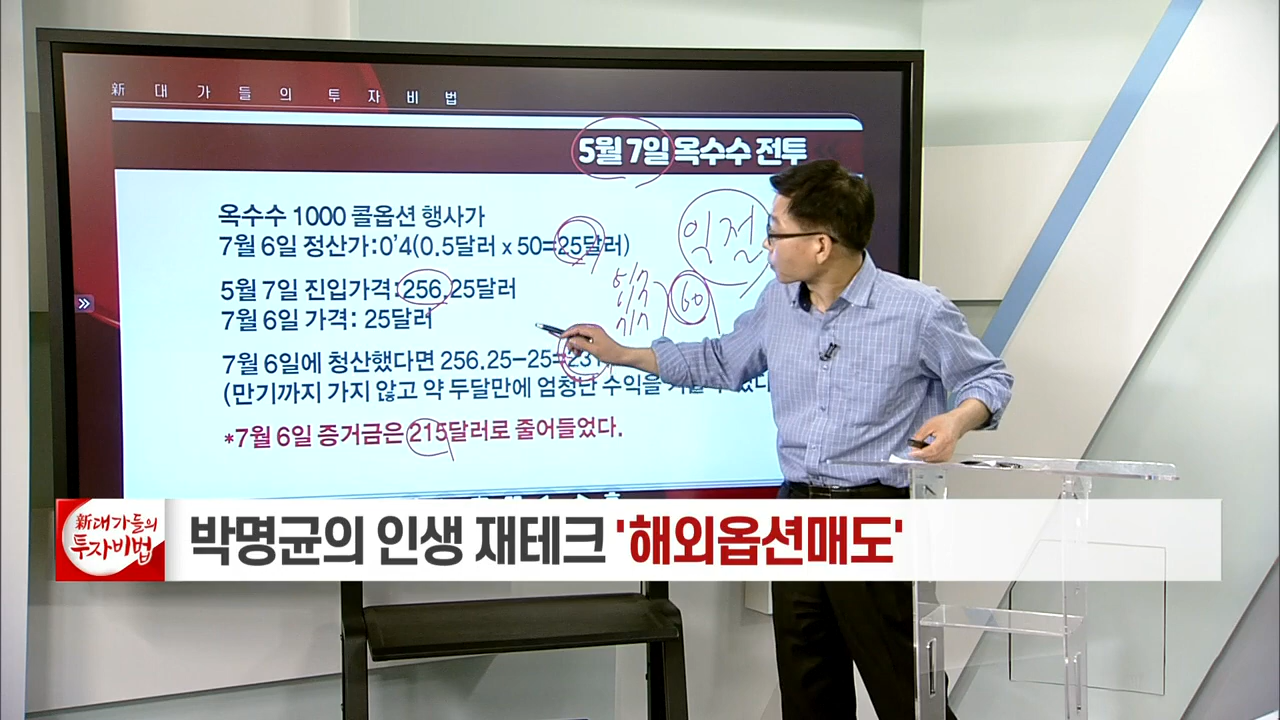 新 대가들의 투자비법
5월 7일 옥수수 전투
옥수수 1000 콜옵션 행사가
7월 6일 정산가:0'4(0.5달러 x 50=25달러)
익절
5월 7일 진입가격:256.25달러
60
7월 6일 가격: 25달러
7월 6일에 청산했다면 256.25-25=231
(만기까지 가지 않고 약 두달만에 엄청난 수익을
*7월 6일 증거금은 215달러로 줄어들었다.
新대가들의
투자비법
박명균의 인생 재테크 '해외옵션매도'